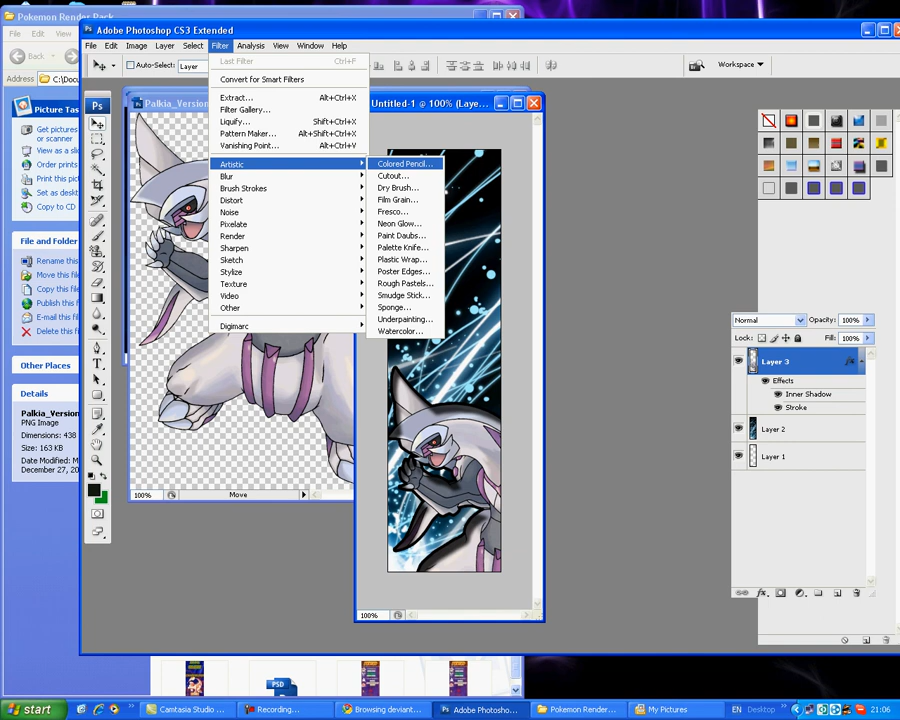 Pokemon Render Pack
File Edit
Back
Address C:\Docu
Picture Tas
Get pictures
or scanner
View as a sli
Order prints
Print this pic
Set as deskt
Copy to CD
File and Folder
Rename this
Move this file
Copy this file
Publish this f
E-mail this file
Delete this fi
Other Places
Details
Palkia_Version
PNG Image
Dimensions: 438
Size: 163 KB
Date Modified: M
December 27, 20
Adobe Photoshop CS3 Extended
File Edit Image Layer Select Filter Analysis View Window Help
Auto-Select: Layer
Workspace
Ps
Palkia_Version
100% Move
Last Filter Ctrl+F
Convert for Smart Filters
Extract... Alt+Ctrl+X
Filter Gallery...
Liquify... Shift+Ctrl+X
Pattern Maker... Alt+Shift+Ctrl+X
Vanishing Point... Alt+Ctrl+V
Artistic
Blur
Brush Strokes
Distort
Noise
Pixelate
Render
Sharpen
Sketch
Stylize
Texture
Video
Other
Digimarc
Colored Pencil...
Cutout...
Dry Brush...
Film Grain...
Fresco...
Neon Glow...
Paint Daubs...
Palette Knife...
Plastic Wrap...
Poster Edges...
Rough Pastels...
Smudge Stick...
Sponge...
Underpainting...
Watercolor...
Untitled-1 @ 100% (Laye...
100%
Normal Opacity: 100%
Lock: Fill: 100%
Layer 3 fx
Effects
Inner Shadow
Stroke
Layer 2
Layer 1
fx
PSD
start
Camtasia Studio ...
Recording...
Browsing deviant...
Adobe Photosho...
Pokemon Render...
My Pictures
EN Desktop
21:06